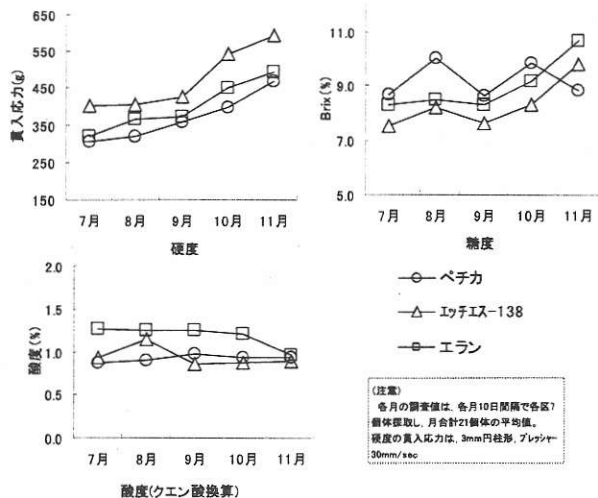 650
550
450
350
250
150
貫入応力(g)
7月 8月 9月 10月 11月
硬度
11.0
9.0
7.0
5.0
Brix(%)
7月 8月 9月 10月 11月
糖度
2.0
1.5
1.0
0.5
0.0
酸度(%)
7月 8月 9月 10月 11月
酸度(クエン酸換算)
ペチカ
エッチエス-138
エラン
(注意)
各月の調査値は、各月10日間隔で各区7
個体採取し、月合計21個体の平均値。
硬度の貫入応力は、3mm円柱形、プレッシャー
30mm/sec